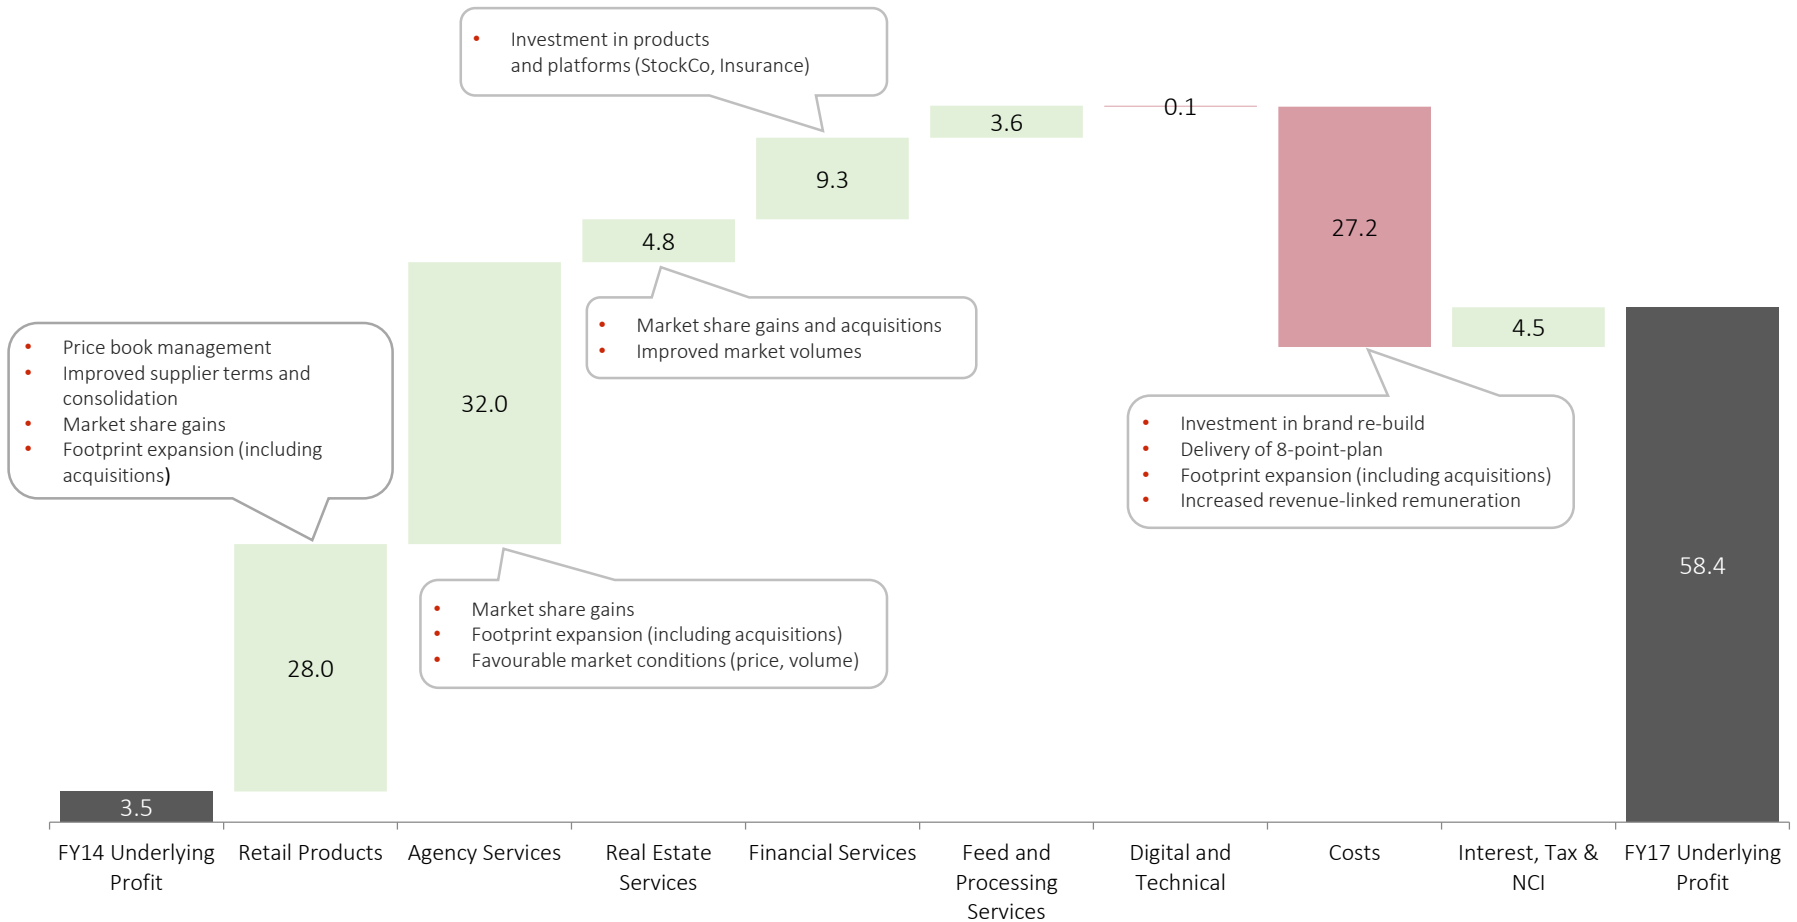 • Investment in products
and platforms (StockCo, Insurance)
3.6
0.1
9.3
27.2
4.8
• Market share gains and acquisitions
• Improved market volumes
4.5
• Price book management
• Improved supplier terms and
consolidation
• Market share gains
• Footprint expansion (including
acquisitions)
32.0
• Investment in brand re-build
• Delivery of 8-point-plan
• Footprint expansion (including acquisitions)
• Increased revenue-linked remuneration
58.4
• Market share gains
• Footprint expansion (including acquisitions)
• Favourable market conditions (price, volume)
28.0
3.5
FY14 Underlying
Profit
Retail Products
Agency Services
Real Estate
Services
Financial Services
Feed and
Processing
Services
Digital and
Technical
Costs
Interest, Tax &
NCI
FY17 Underlying
Profit